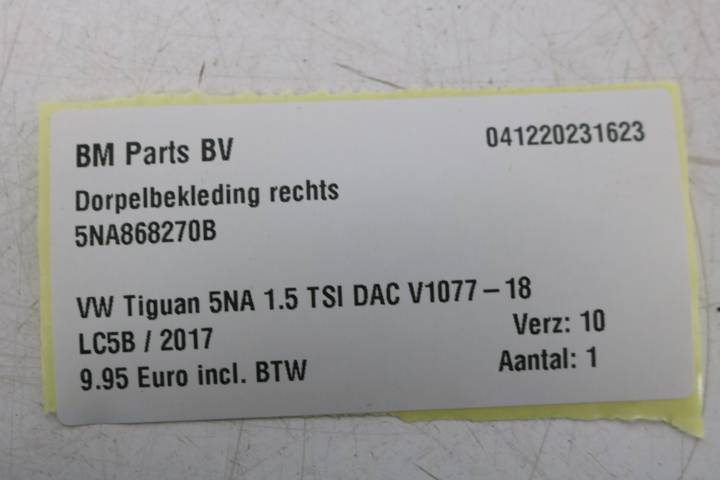 BM Parts BV 041220231623
Dorpelbekleding rechts
5NA868270B
VW Tiguan 5NA 1.5 TSI DAC V1077 – 18
LC5B / 2017 Verz: 10
9.95 Euro incl. BTW Aantal: 1